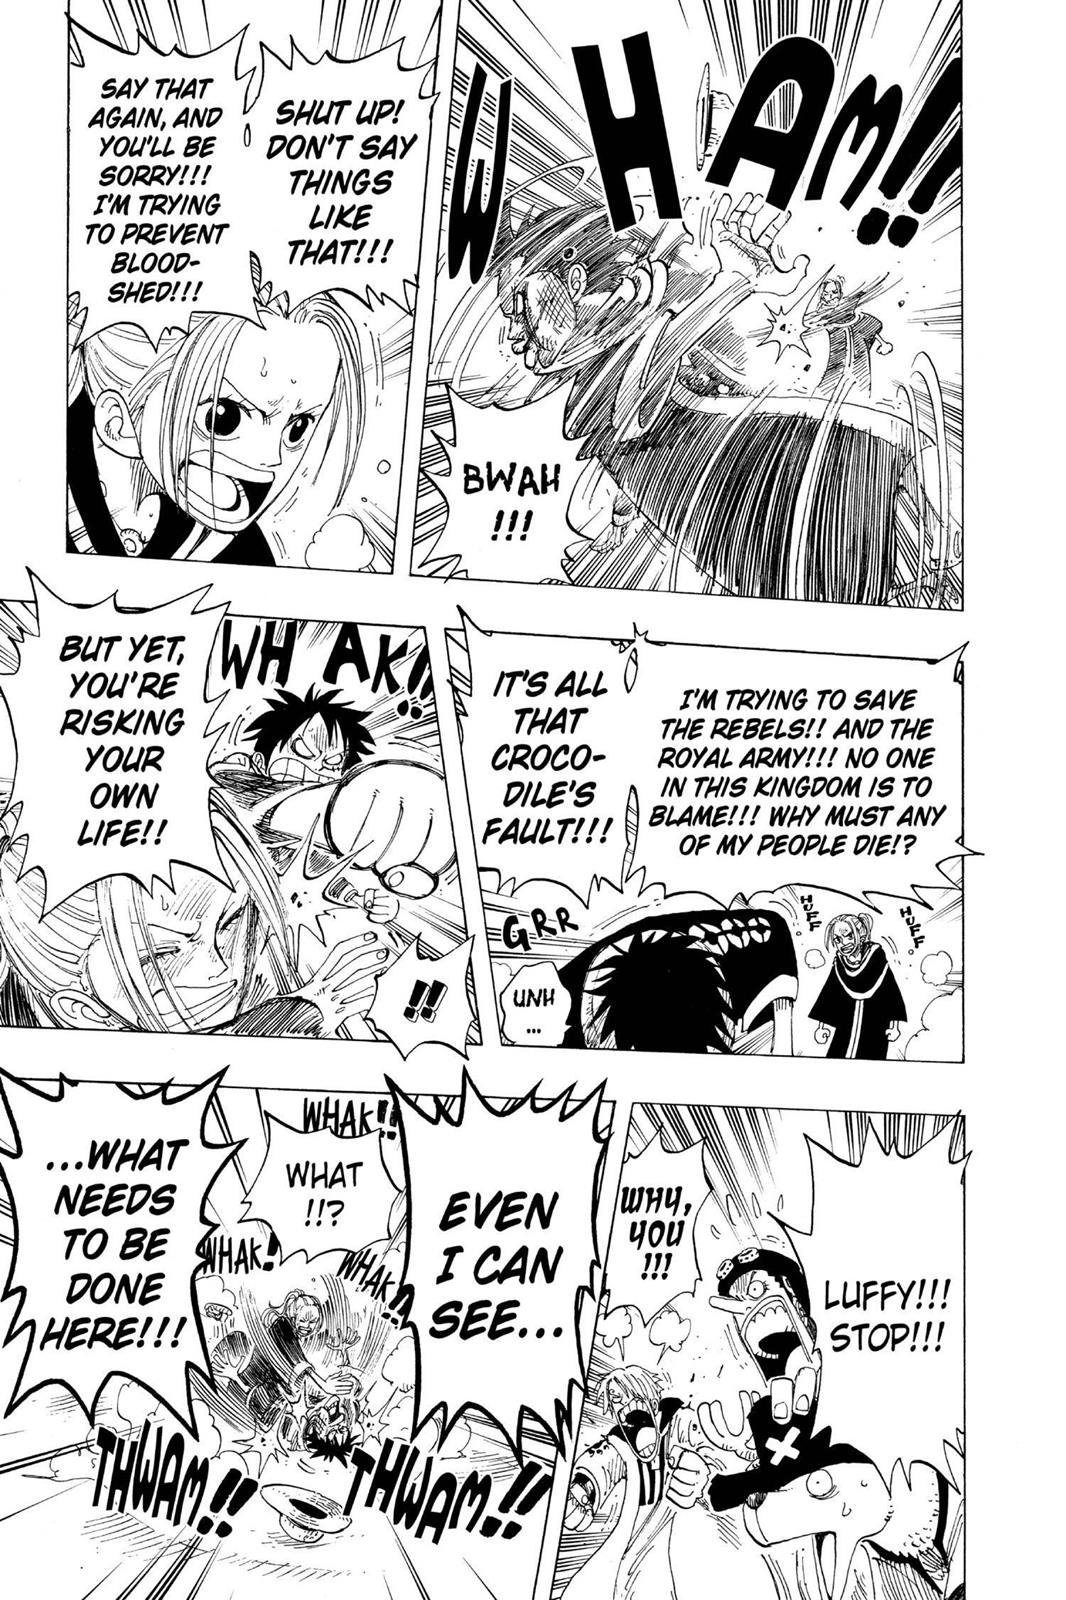 WHAM!!
BWAH
!!!
SHUT UP!
DON'T SAY
THINGS
LIKE
THAT!!!
SAY THAT
AGAIN, AND
YOU'LL BE
SORRY!!!
I'M TRYING
TO PREVENT
BLOOD-
SHED!!!
I'M TRYING TO SAVE
THE REBELS!! AND THE
ROYAL ARMY!!! NO ONE
IN THIS KINGDOM IS TO
BLAME!!! WHY MUST ANY
OF MY PEOPLE DIE!?
HUFF
HUFF
IT'S ALL
THAT
CROCO-
DILE'S
FAULT!!!
GRR
UNH
...
WHAK!!
BUT YET,
YOU'RE
RISKING
YOUR
OWN
LIFE!!
!!
LUFFY!!!
STOP!!!
WHY,
YOU
!!!
EVEN
I CAN
SEE...
WHAK!!
WHAT
!!?
WHAK!
WHAK!!
...WHAT
NEEDS
TO BE
DONE
HERE!!!
THWAM!!
THWAM!!